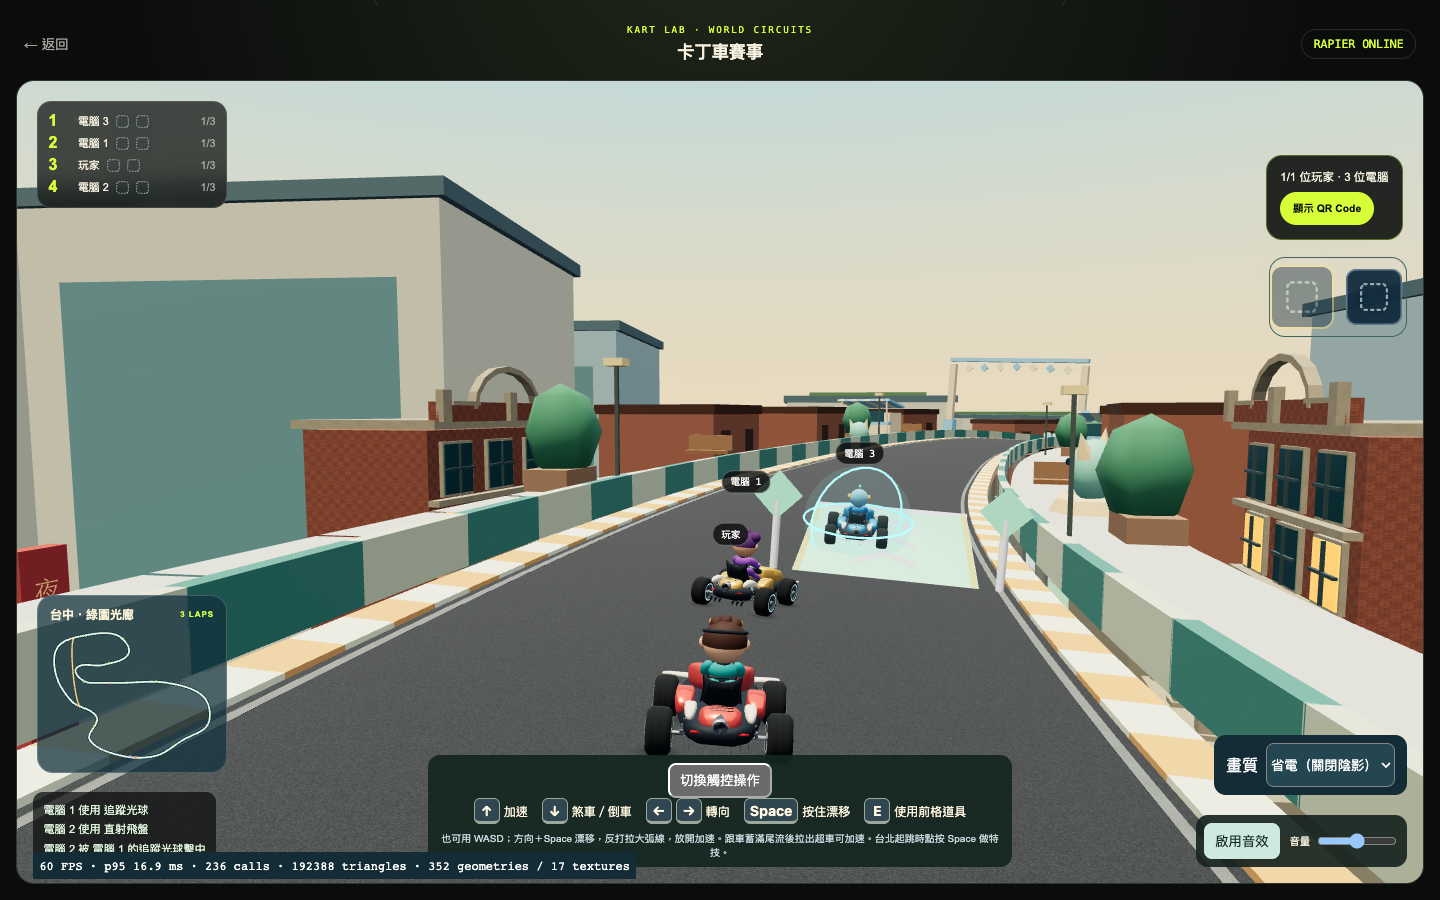 ← 返回
KART LAB · WORLD CIRCUITS
卡丁車賽事
RAPIER ONLINE
1 電腦 3 1/3
2 電腦 1 1/3
3 玩家 1/3
4 電腦 2 1/3
1/1 位玩家 · 3 位電腦
顯示 QR Code
電腦 3
電腦 1
玩家
夜
台中 · 綠園光廊 3 LAPS
電腦 1 使用 追蹤光球
電腦 2 使用 直射飛盤
電腦 2 被 電腦 1 的追蹤光球擊中
60 FPS · p95 16.9 ms · 236 calls · 192388 triangles · 352 geometries / 17 textures
切換觸控操作
↑ 加速 ↓ 煞車 / 倒車 ← → 轉向 Space 按住漂移 E 使用前格道具
也可用 WASD；方向＋Space 漂移，反打拉大弧線，放開加速。跟車蓄滿尾流後拉出超車可加速。台北起跳時點按 Space 做特
技。
畫質 省電（關閉陰影）
啟用音效 音量